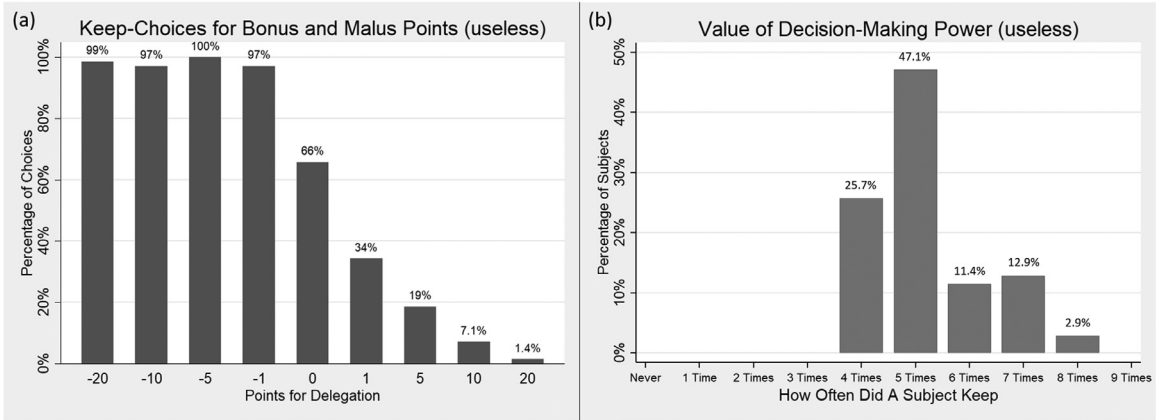 (a)
Keep-Choices for Bonus and Malus Points (useless)
Percentage of Choices
100%
80%
60%
40%
20%
0%
99%
97%
100%
97%
66%
34%
19%
7.1%
1.4%
-20 -10 -5 -1 0 1 5 10 20
Points for Delegation
(b)
Value of Decision-Making Power (useless)
Percentage of Subjects
50%
40%
30%
20%
10%
0%
25.7%
47.1%
11.4%
12.9%
2.9%
Never 1 Time 2 Times 3 Times 4 Times 5 Times 6 Times 7 Times 8 Times 9 Times
How Often Did A Subject Keep